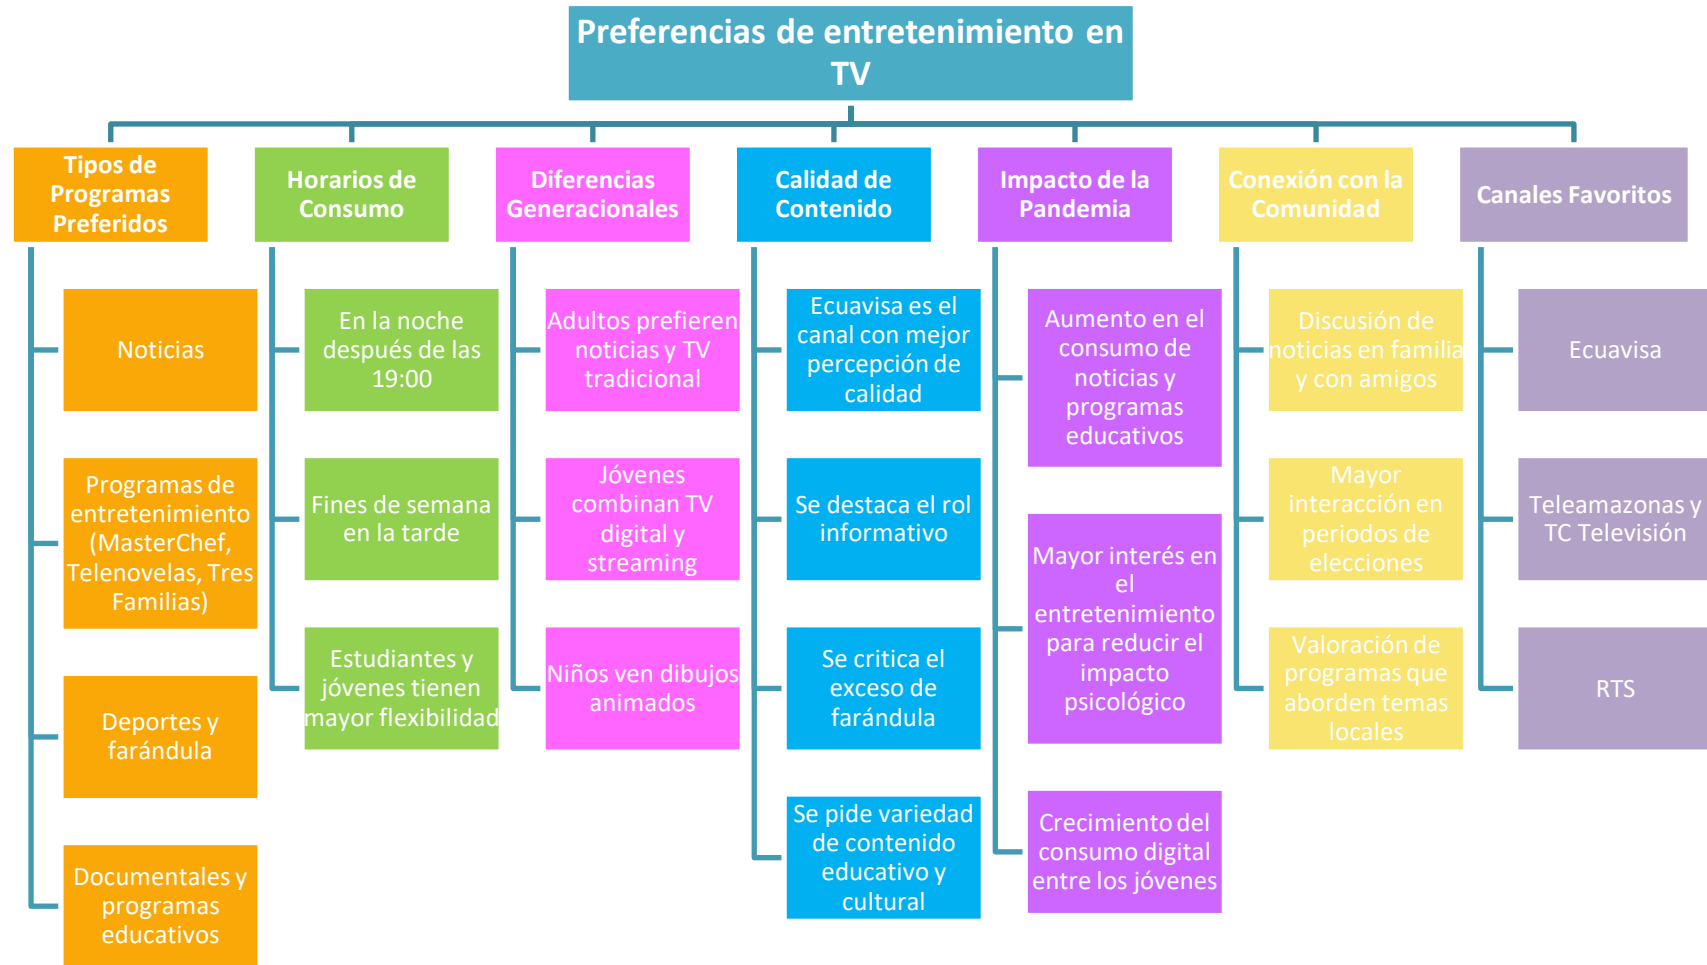 Preferencias de entretenimiento en
TV
Tipos de
Programas
Preferidos
Noticias
Programas de
entretenimiento
(MasterChef,
Telenovelas, Tres
Familias)
Deportes y
farándula
Documentales y
programas
educativos
Horarios de
Consumo
En la noche
después de las
19:00
Fines de semana
en la tarde
Estudiantes y
jóvenes tienen
mayor flexibilidad
Diferencias
Generacionales
Adultos prefieren
noticias y TV
tradicional
Jóvenes
combinan TV
digital y
streaming
Niños ven dibujos
animados
Calidad de
Contenido
Ecuavisa es el
canal con mejor
percepción de
calidad
Se destaca el rol
informativo
Se critica el
exceso de
farándula
Se pide variedad
de contenido
educativo y
cultural
Impacto de la
Pandemia
Aumento en el
consumo de
noticias y
programas
educativos
Mayor interés en
el
entretenimiento
para reducir el
impacto
psicológico
Crecimiento del
consumo digital
entre los jóvenes
Conexión con la
Comunidad
Discusión de
noticias en familia
y con amigos
Mayor
interacción en
periodos de
elecciones
Valoración de
programas que
aborden temas
locales
Canales Favoritos
Ecuavisa
Teleamazonas y
TC Televisión
RTS